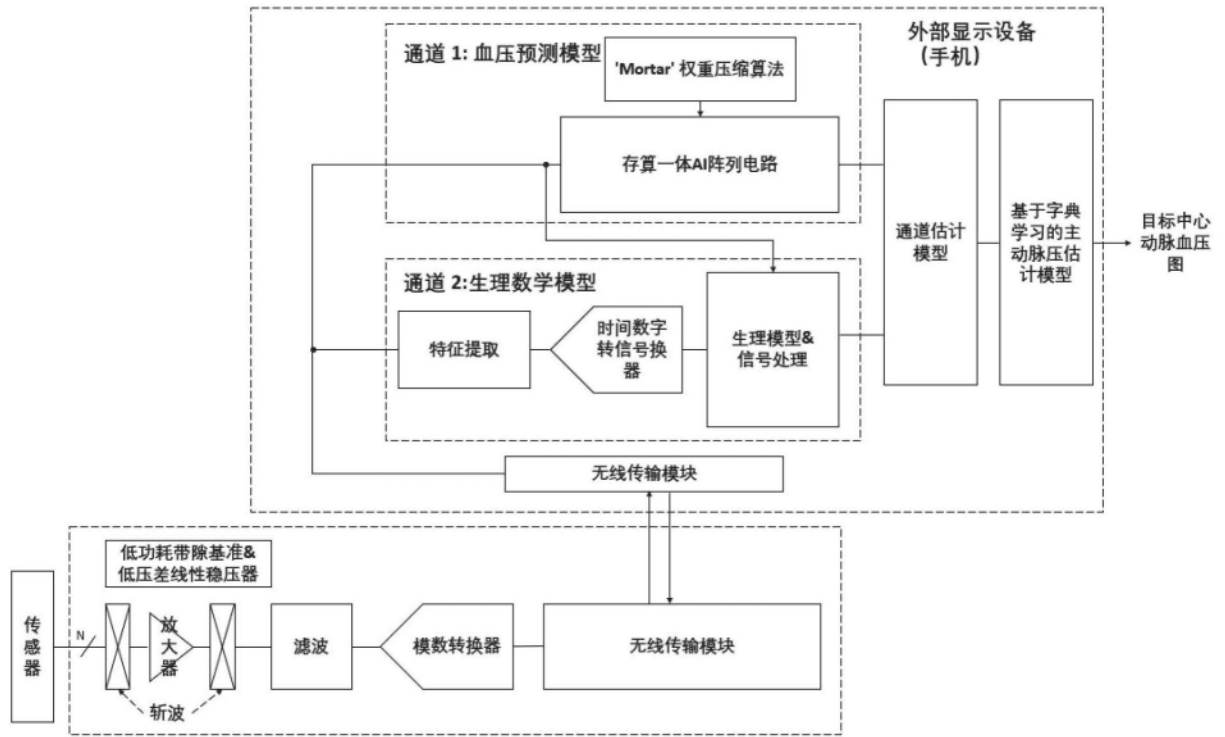 外部显示设备
（手机）
通道 1: 血压预测模型
'Mortar' 权重压缩算法
存算一体AI阵列电路
通道 2:生理数学模型
特征提取
时间数字
转信号换
器
生理模型&
信号处理
通道估计
模型
基于字典
学习的主
动脉压估
计模型
目标中心
动脉血压
图
无线传输模块
低功耗带隙基准&
低压差线性稳压器
传
感
器
N
放
大
器
斩波
滤波
模数转换器
无线传输模块